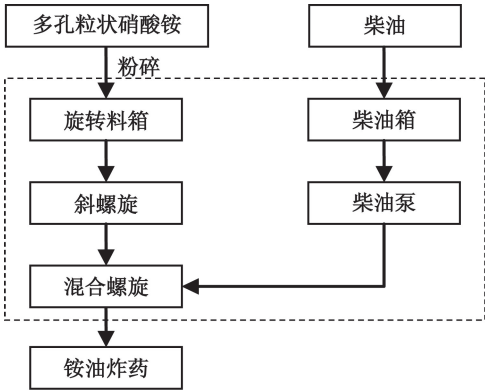 多孔粒状硝酸铵
柴油
粉碎
旋转料箱
柴油箱
斜螺旋
柴油泵
混合螺旋
铵油炸药